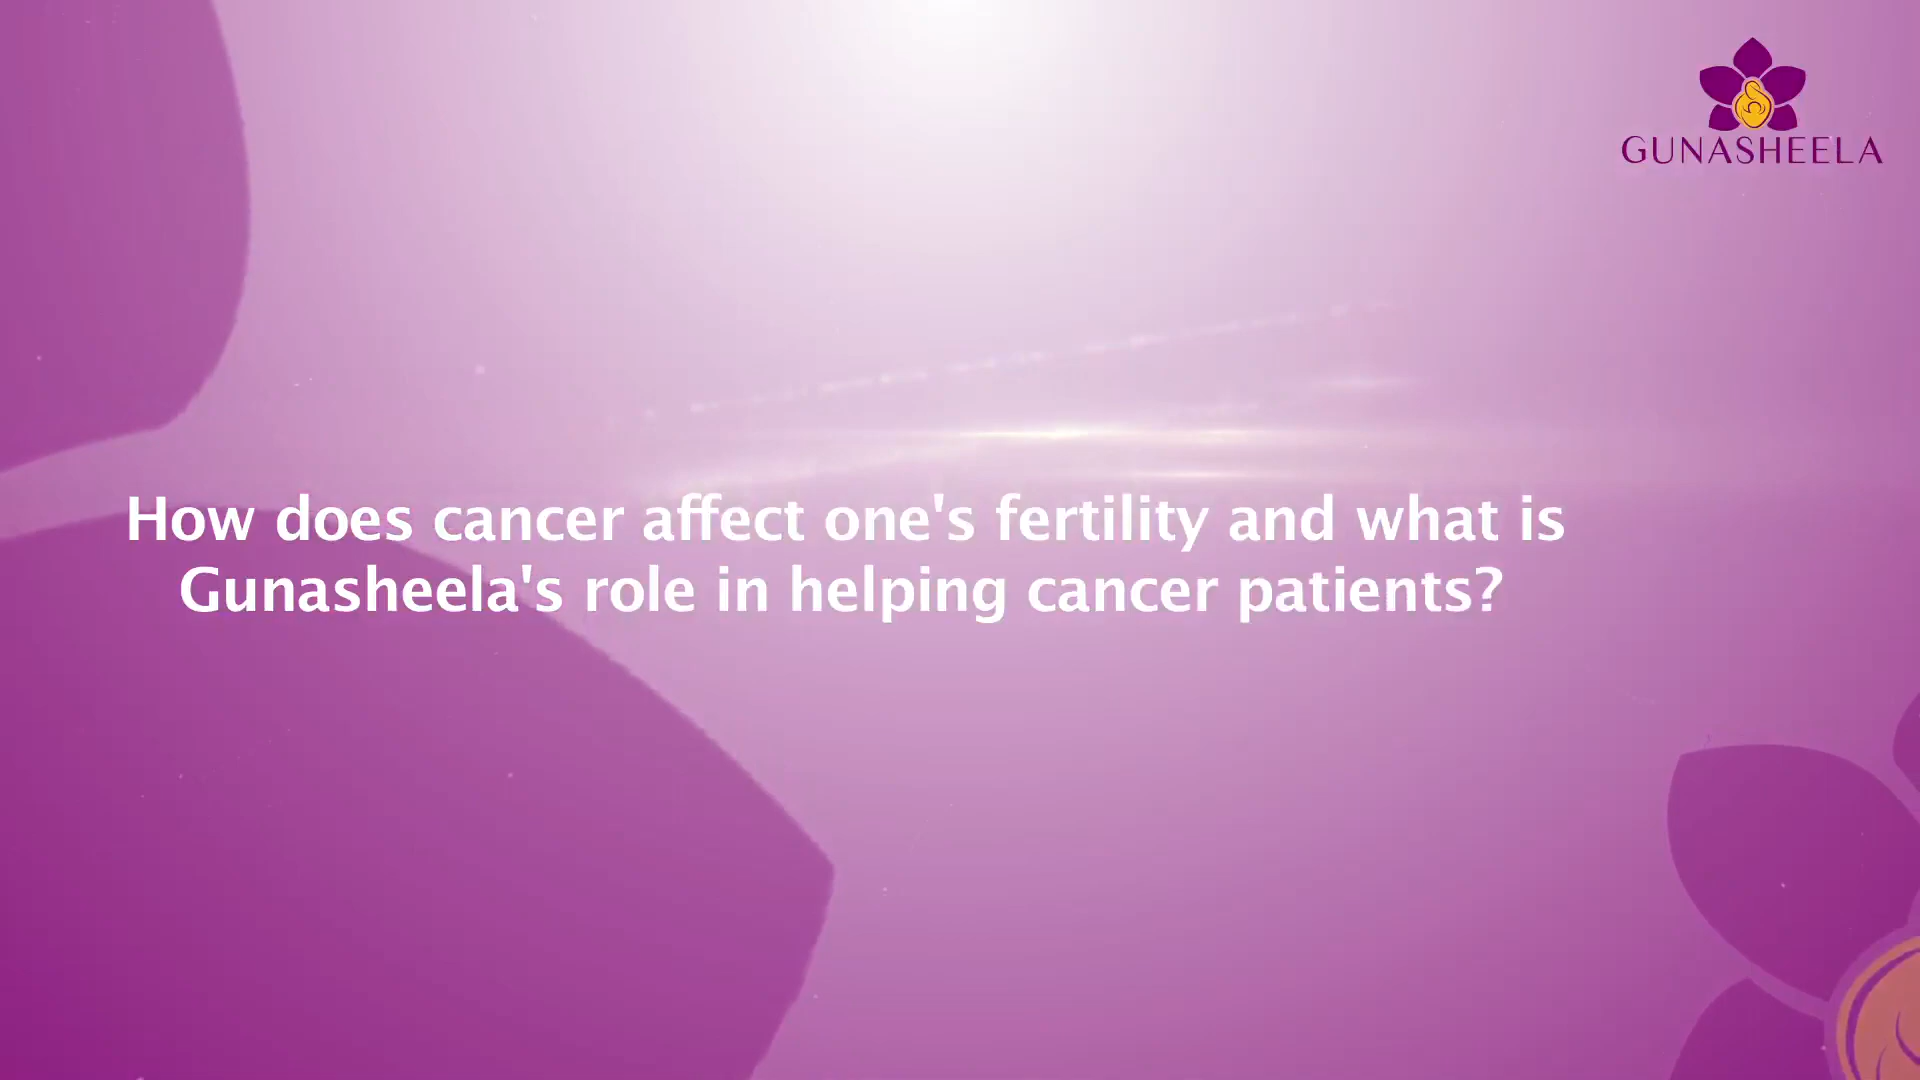 GUNASHEELA
How does cancer affect one's fertility and what is
Gunasheela's role in helping cancer patients?